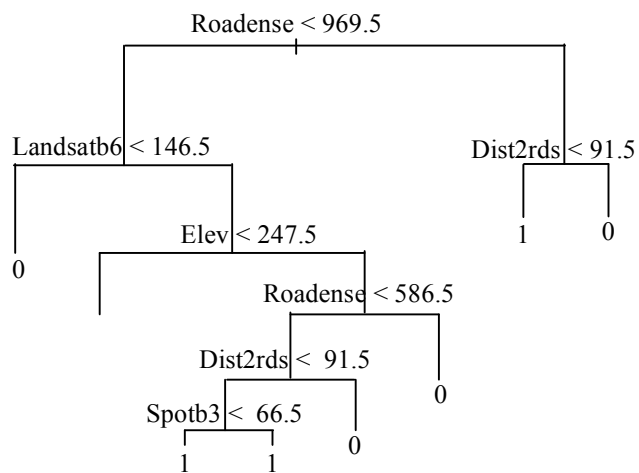 Roadense < 969.5
Landsatb6 < 146.5
Dist2rds < 91.5
1
0
Elev < 247.5
0
Roadense < 586.5
Dist2rds < 91.5
0
Spotb3 < 66.5
0
1
1